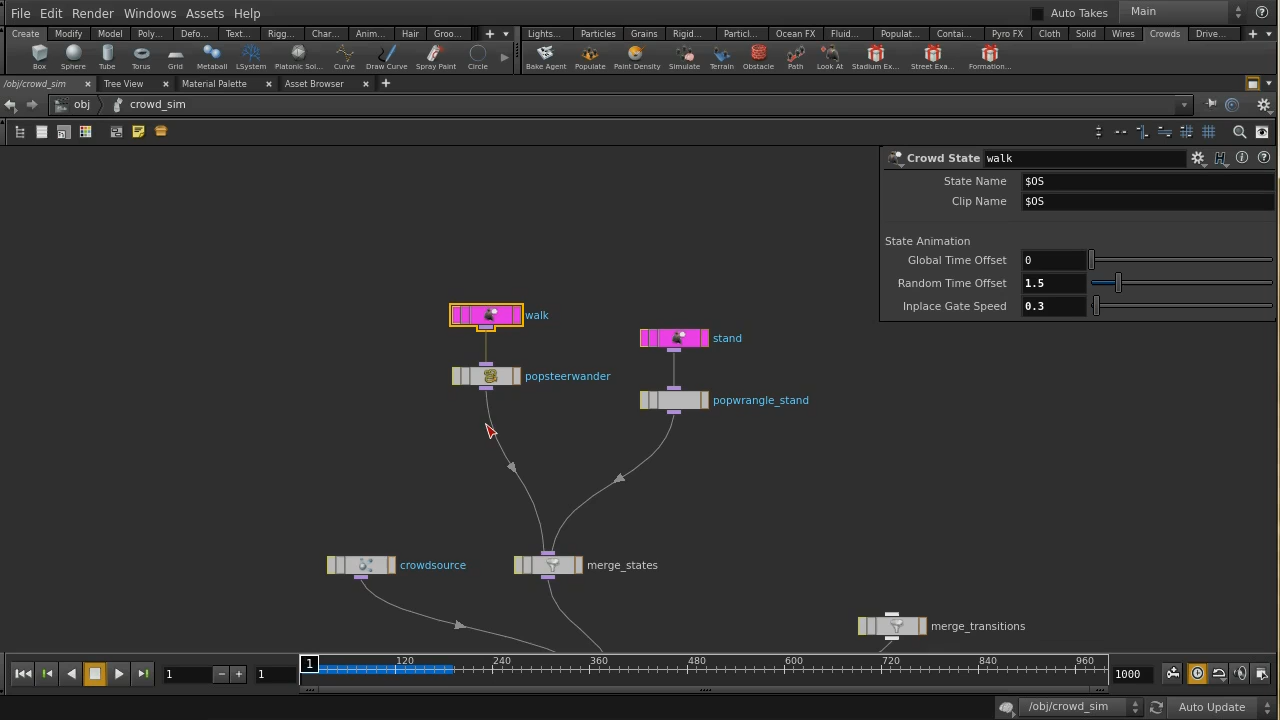 File Edit Render Windows Assets Help Auto Takes Main
Create Modify Model Poly... Defo... Text... Rigg... Char... Anim... Hair Groo... Lights... Particles Grains Rigid... Particl... Ocean FX Fluid... Populat... Contai... Pyro FX Cloth Solid Wires Crowds Drive...
Box Sphere Tube Torus Grid Metaball LSystem Platonic Sol... Curve Draw Curve Spray Paint Circle Bake Agent Populate Paint Density Simulate Terrain Obstacle Path Look At Stadium Ex... Street Exa... Formation...
/obj/crowd_sim Tree View Material Palette Asset Browser
obj crowd_sim
Crowd State walk
State Name $OS
Clip Name $OS
State Animation
Global Time Offset 0
Random Time Offset 1.5
Inplace Gate Speed 0.3
walk
stand
popsteerwander
popwrangle_stand
crowdsource merge_states
merge_transitions
1 1 1 120 240 360 480 600 720 840 960 1000
/obj/crowd_sim Auto Update